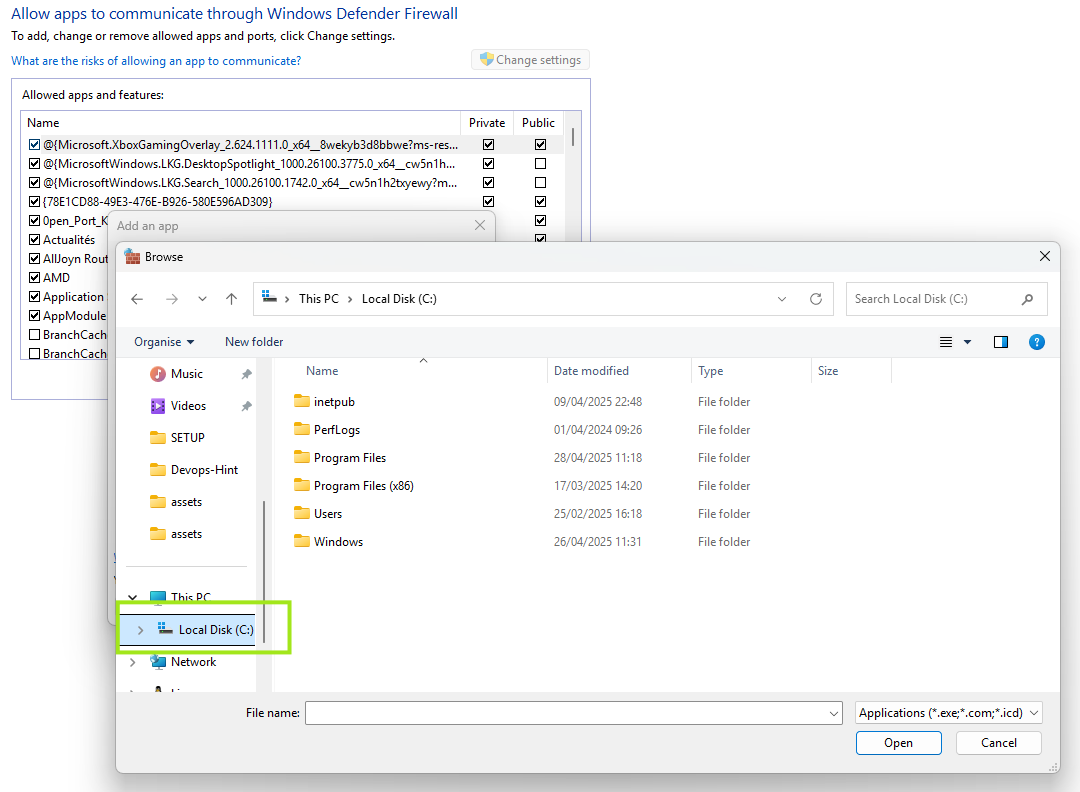 Allow apps to communicate through Windows Defender Firewall
To add, change or remove allowed apps and ports, click Change settings.
What are the risks of allowing an app to communicate?
Change settings
Allowed apps and features:
Name Private Public
@{Microsoft.XboxGamingOverlay_2.624.1111.0_x64__8wekyb3d8bbwe?ms-res...
@{MicrosoftWindows.LKG.DesktopSpotlight_1000.26100.3775.0_x64__cw5n1h...
@{MicrosoftWindows.LKG.Search_1000.26100.1742.0_x64__cw5n1h2txyewy?m...
{78E1CD88-49E3-476E-B926-580E596AD309}
0pen_Port_K
Actualités
AllJoyn Rout
AMD
Application
AppModule
BranchCach
BranchCach
Add an app
Browse
This PC > Local Disk (C:)
Search Local Disk (C:)
Organise New folder
?
Music
Videos
SETUP
Devops-Hint
assets
assets
This PC
Local Disk (C:)
Network
Name Date modified Type Size
inetpub 09/04/2025 22:48 File folder
PerfLogs 01/04/2024 09:26 File folder
Program Files 28/04/2025 11:18 File folder
Program Files (x86) 17/03/2025 14:20 File folder
Users 25/02/2025 16:18 File folder
Windows 26/04/2025 11:31 File folder
File name:
Applications (*.exe;*.com;*.icd)
Open Cancel